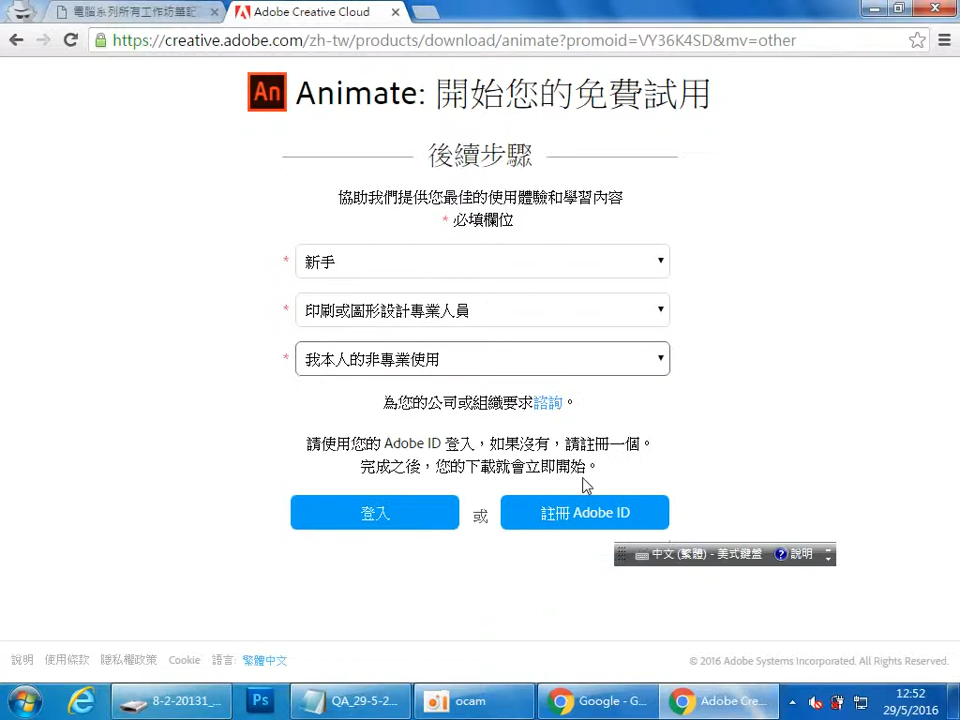 電腦系列所有工作坊筆記
Adobe Creative Cloud
https://creative.adobe.com/zh-tw/products/download/animate?promoid=VY36K4SD&mv=other
An
Animate: 開始您的免費試用
後續步驟
協助我們提供您最佳的使用體驗和學習內容
* 必填欄位
* 新手
* 印刷或圖形設計專業人員
* 我本人的非專業使用
為您的公司或組織要求諮詢。
請使用您的 Adobe ID 登入，如果沒有，請註冊一個。
完成之後，您的下載就會立即開始。
登入 或 註冊 Adobe ID
中文 (繁體) - 美式鍵盤 ? 說明
說明 使用條款 隱私權政策 Cookie 語言: 繁體中文
© 2016 Adobe Systems Incorporated. All Rights Reserved.
8-2-20131_... Ps QA_29-5-2... ocam Google - G... Adobe Cre...
12:52
29/5/2016